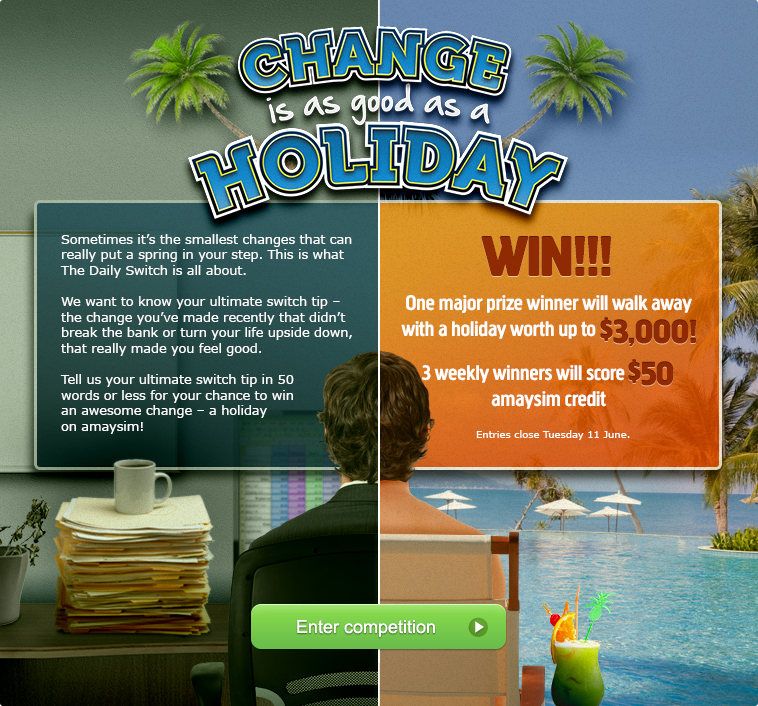 CHANGE
is as good as a
HOLIDAY
Sometimes it's the smallest changes that can
really put a spring in your step. This is what
The Daily Switch is all about.
We want to know your ultimate switch tip –
the change you've made recently that didn't
break the bank or turn your life upside down,
that really made you feel good.
Tell us your ultimate switch tip in 50
words or less for your chance to win
an awesome change – a holiday
on amaysim!
WIN!!!
One major prize winner will walk away
with a holiday worth up to $3,000!
3 weekly winners will score $50
amaysim credit
Entries close Tuesday 11 June.
Enter competition